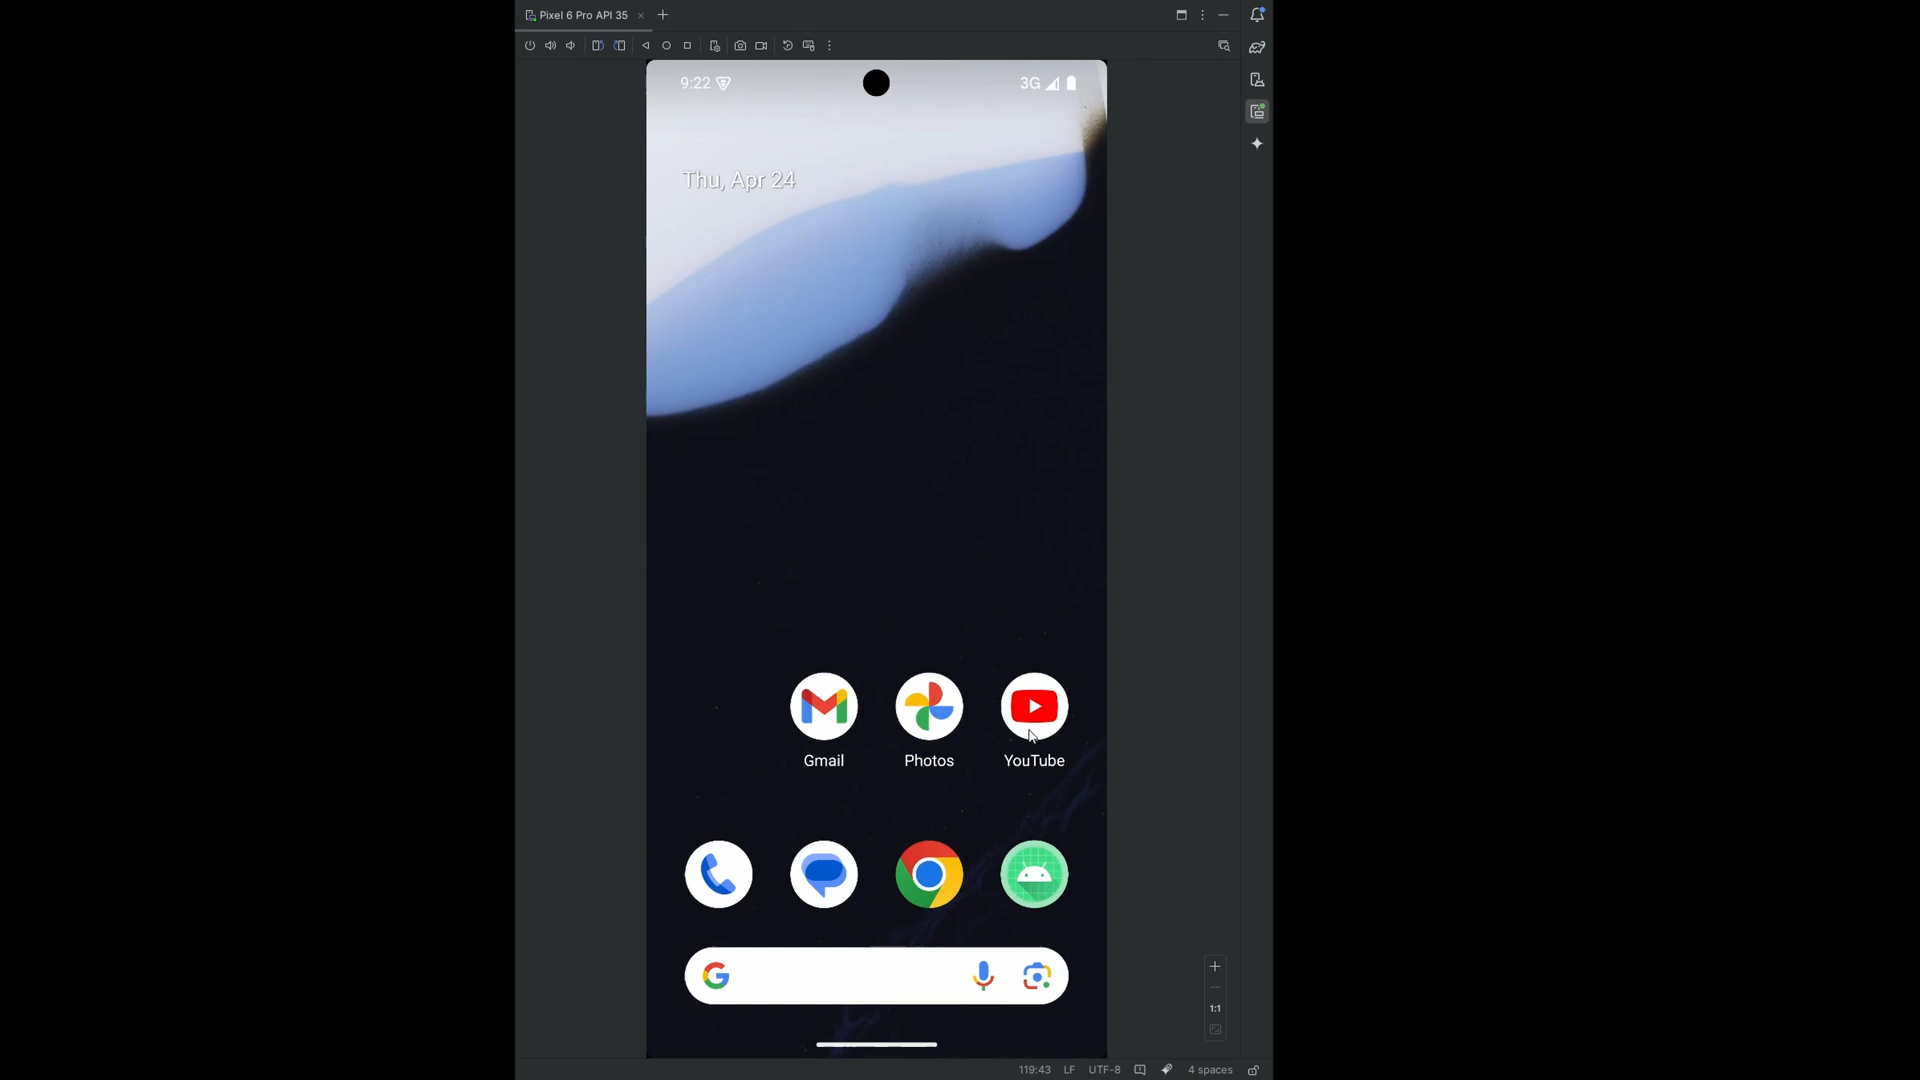 Pixel 6 Pro API 35
9:22
3G
Thu, Apr 24
Gmail
Photos
YouTube
1:1
119:43 LF UTF-8 4 spaces